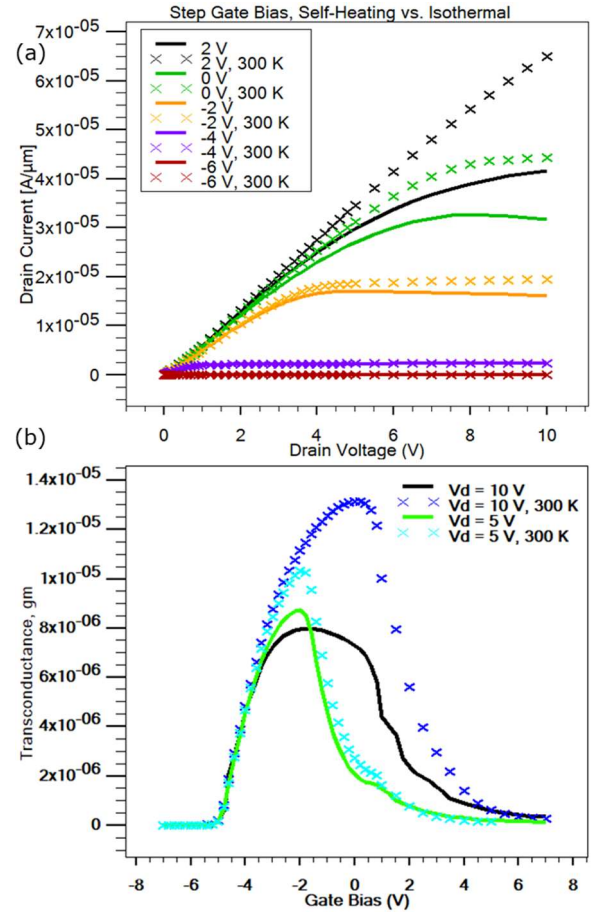 Step Gate Bias, Self-Heating vs. Isothermal
(a)
7x10-05
6x10-05
5x10-05
4x10-05
3x10-05
2x10-05
1x10-05
0
Drain Current [A/μm]
2 V
2 V, 300 K
0 V
0 V, 300 K
-2 V
-2 V, 300 K
-4 V
-4 V, 300 K
-6 V
-6 V, 300 K
0 2 4 6 8 10
Drain Voltage (V)
(b)
1.4x10-05
1.2x10-05
1x10-05
8x10-06
6x10-06
4x10-06
2x10-06
0
Transconductance, gm
Vd = 10 V
Vd = 10 V, 300 K
Vd = 5 V
Vd = 5 V, 300 K
-8 -6 -4 -2 0 2 4 6 8
Gate Bias (V)